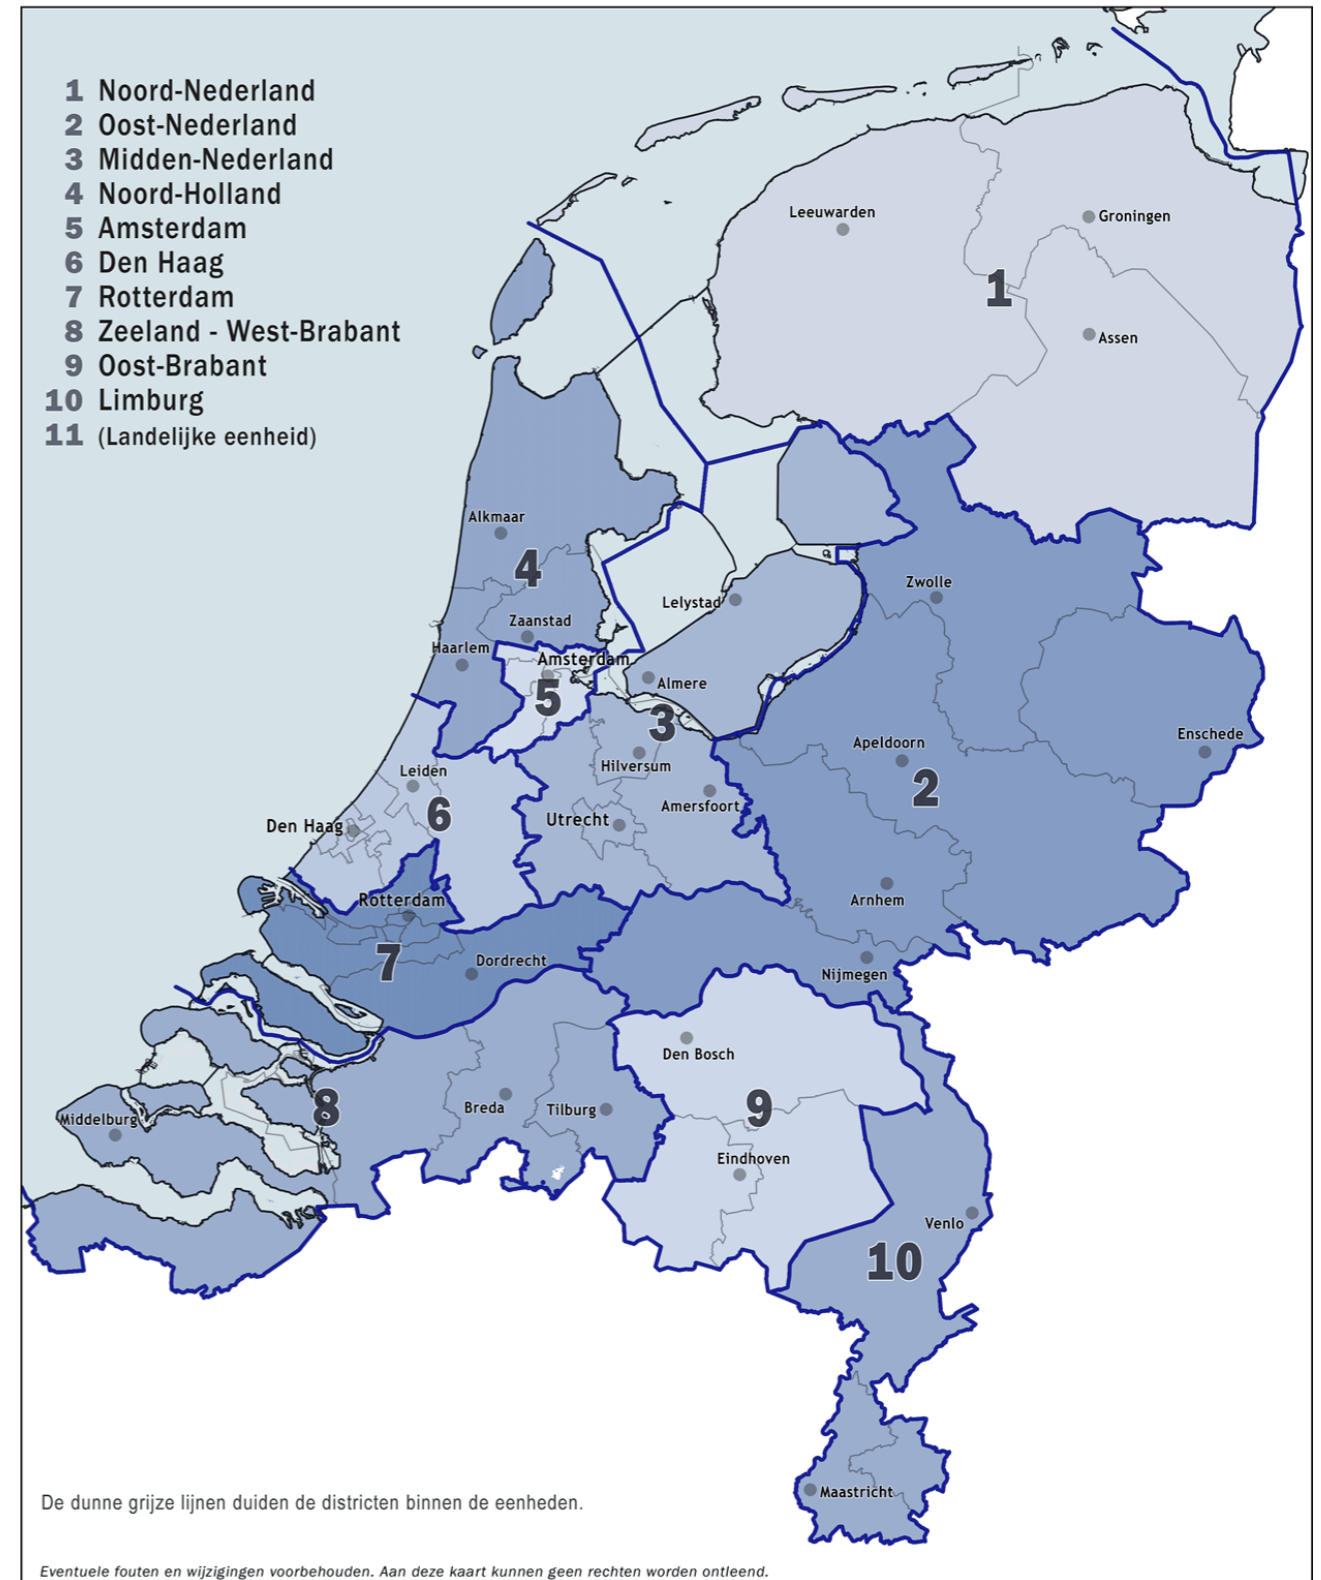 1 Noord-Nederland
2 Oost-Nederland
3 Midden-Nederland
4 Noord-Holland
5 Amsterdam
6 Den Haag
7 Rotterdam
8 Zeeland - West-Brabant
9 Oost-Brabant
10 Limburg
11 (Landelijke eenheid)
Leeuwarden
Groningen
1
Assen
Alkmaar
4
Zwolle
Lelystad
Zaanstad
Haarlem
Amsterdam
Almere
5
3
Enschede
Apeldoorn
Hilversum
Leiden
2
Amersfoort
6
Utrecht
Den Haag
Rotterdam
Arnhem
7
Dordrecht
Nijmegen
Den Bosch
8
Breda
Tilburg
9
Middelburg
Eindhoven
Venlo
10
Maastricht
De dunne grijze lijnen duiden de districten binnen de eenheden.
Eventuele fouten en wijzigingen voorbehouden. Aan deze kaart kunnen geen rechten worden ontleend.